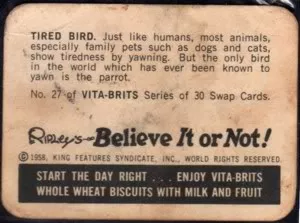 TIRED BIRD. Just like humans, most animals,
especially family pets such as dogs and cats,
show tiredness by yawning. But the only bird
in the world which has ever been known to
yawn is the parrot.
No. 27 of VITA-BRITS Series of 30 Swap Cards.
Ripley's Believe It or Not!
© 1958, KING FEATURES SYNDICATE, INC., WORLD RIGHTS RESERVED.
START THE DAY RIGHT . . . ENJOY VITA-BRITS
WHOLE WHEAT BISCUITS WITH MILK AND FRUIT